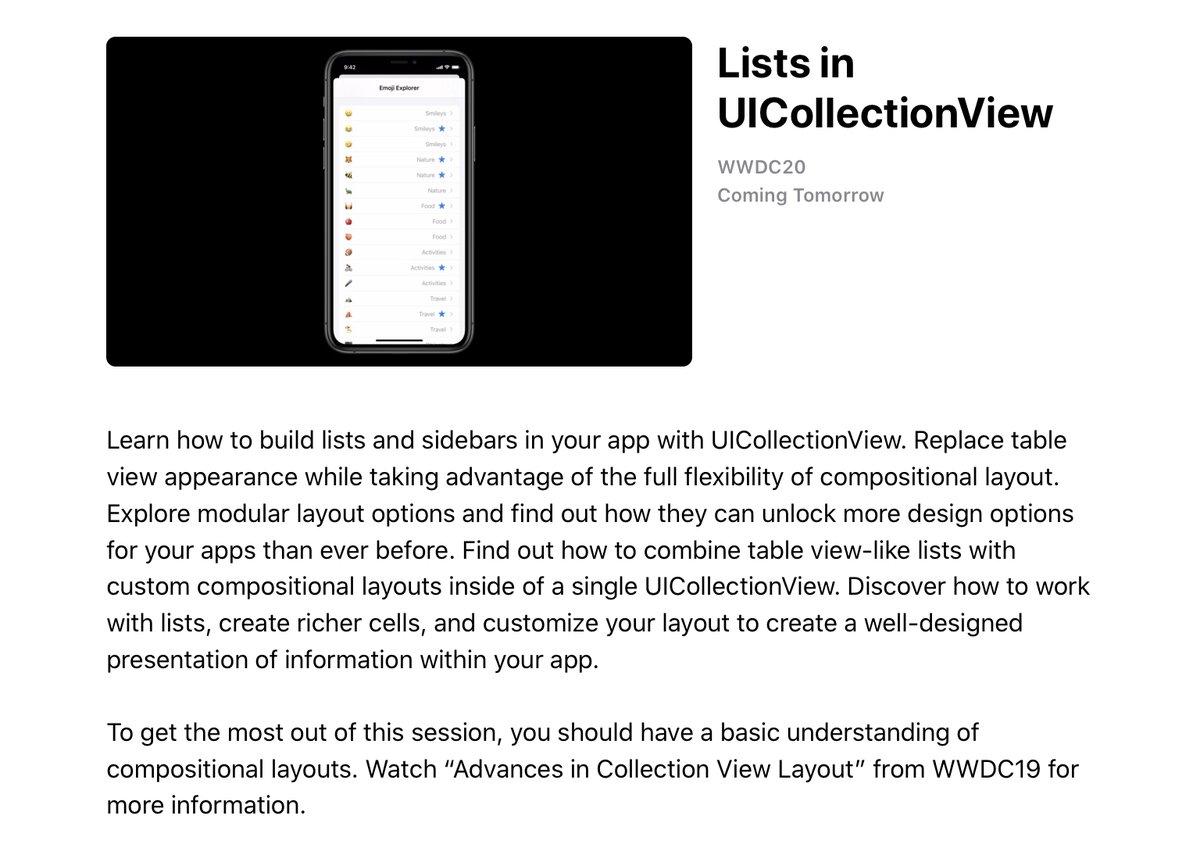 Lists in
UICollectionView
WWDC20
Coming Tomorrow
9:42
Emoji Explorer
Smileys
Smileys
Smileys
Nature
Nature
Nature
Food
Food
Food
Activities
Activities
Activities
Travel
Travel
Travel
Learn how to build lists and sidebars in your app with UICollectionView. Replace table
view appearance while taking advantage of the full flexibility of compositional layout.
Explore modular layout options and find out how they can unlock more design options
for your apps than ever before. Find out how to combine table view-like lists with
custom compositional layouts inside of a single UICollectionView. Discover how to work
with lists, create richer cells, and customize your layout to create a well-designed
presentation of information within your app.
To get the most out of this session, you should have a basic understanding of
compositional layouts. Watch “Advances in Collection View Layout” from WWDC19 for
more information.